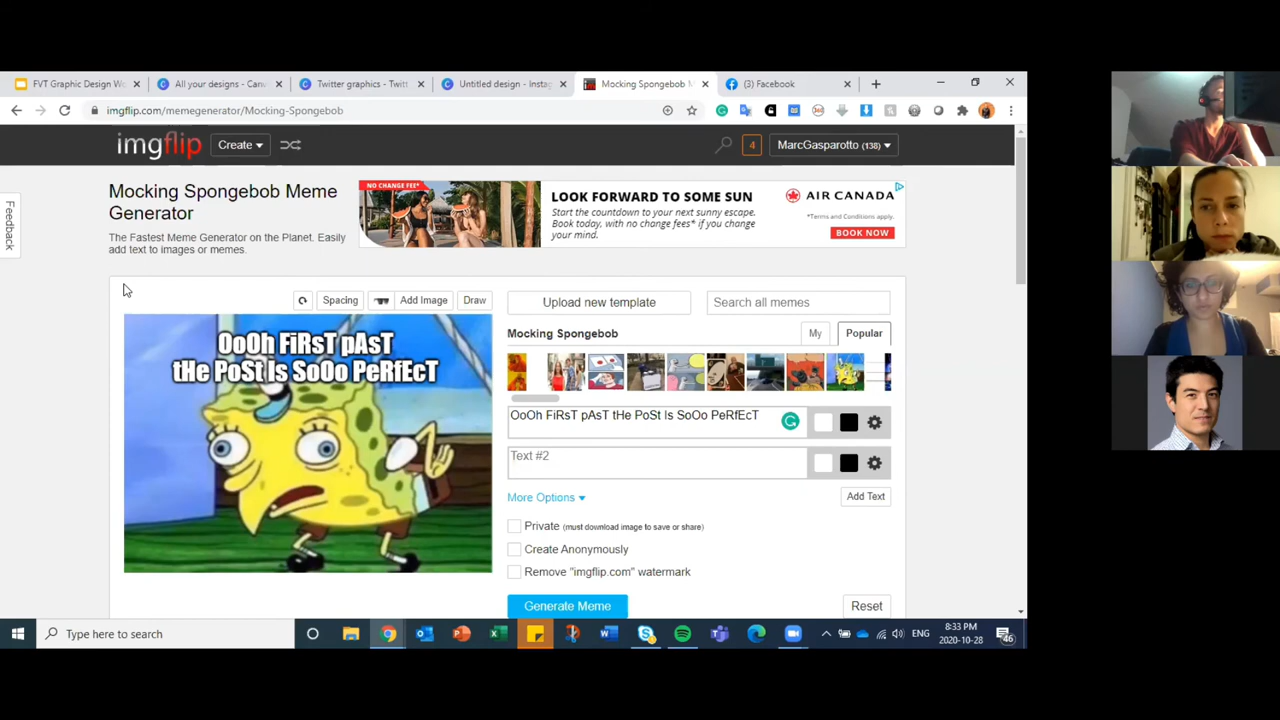 FVT Graphic Design Wo
All your designs - Canv
Twitter graphics - Twitt
Untitled design - Instag
Mocking Spongebob M
(3) Facebook
imgflip.com/memegenerator/Mocking-Spongebob
imgflip
Create
4
MarcGasparotto (138)
Feedback
Mocking Spongebob Meme
Generator
The Fastest Meme Generator on the Planet. Easily
add text to images or memes.
NO CHANGE FEE*
LOOK FORWARD TO SOME SUN
Start the countdown to your next sunny escape.
Book today, with no change fees* if you change
your mind.
AIR CANADA
*Terms and Conditions apply.
BOOK NOW
Spacing
Add Image
Draw
Upload new template
Search all memes
Mocking Spongebob
My
Popular
OoOh FiRsT pAsT
tHe PoSt Is SoOo PeRfEcT
OoOh FiRsT pAsT tHe PoSt Is SoOo PeRfEcT
Text #2
More Options
Add Text
Private (must download image to save or share)
Create Anonymously
Remove "imgflip.com" watermark
Generate Meme
Reset
Type here to search
ENG
8:33 PM
2020-10-28
46